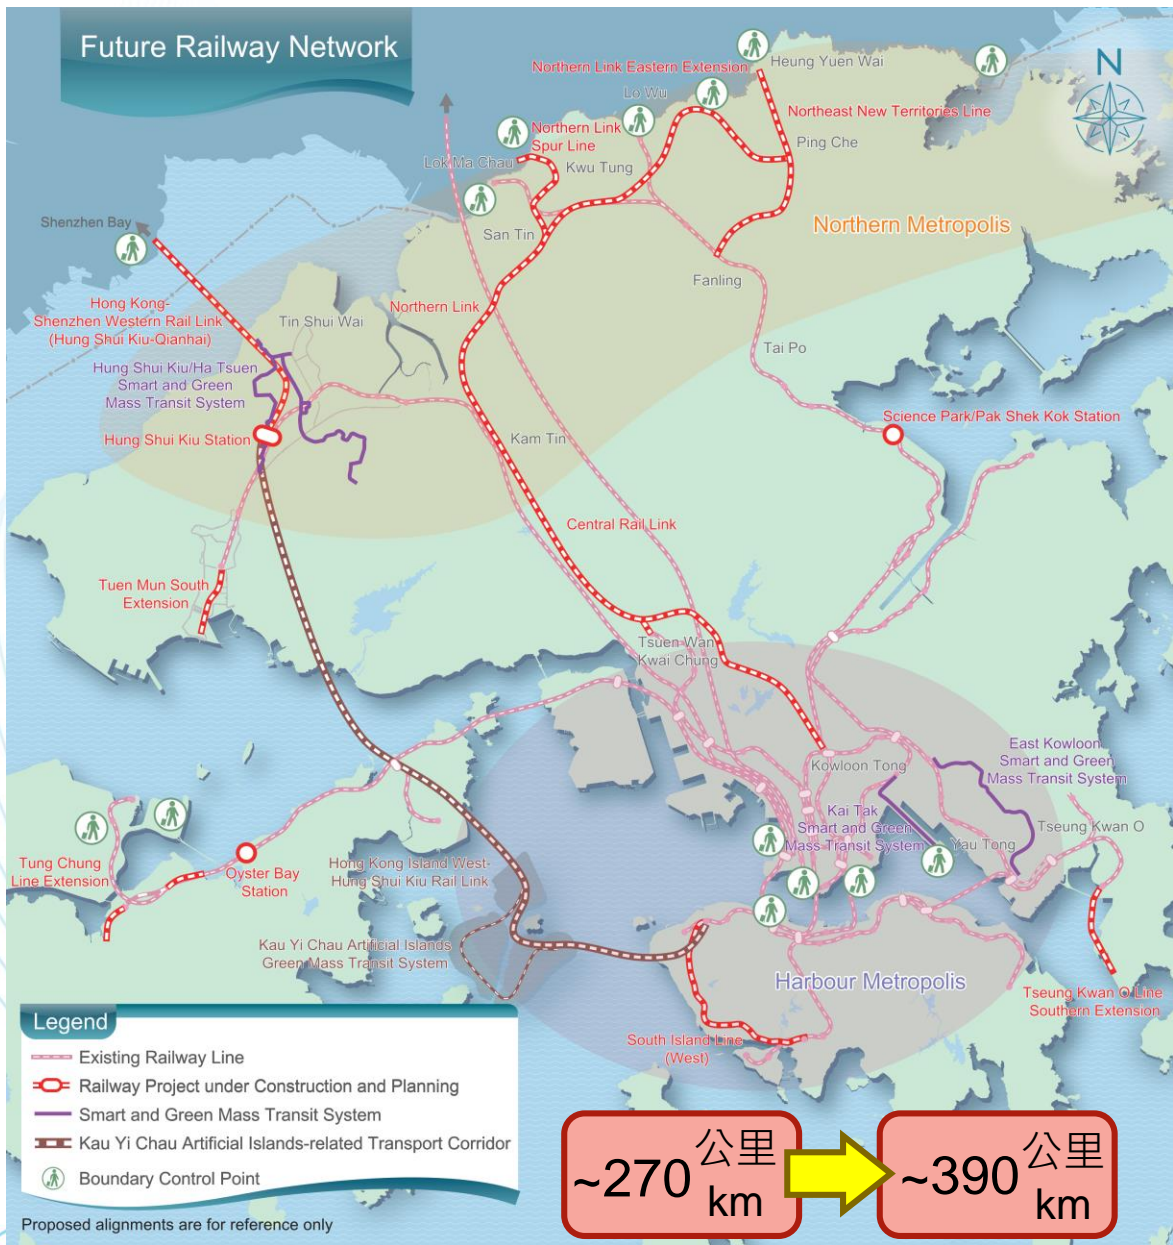 Future Railway Network
N
Heung Yuen Wai
Northern Link Eastern Extension
Lo Wu
Northeast New Territories Line
Northern Link
Spur Line
Ping Che
Lok Ma Chau
Kwu Tung
Shenzhen Bay
San Tin
Northern Metropolis
Fanling
Hong Kong-
Shenzhen Western Rail Link
(Hung Shui Kiu-Qianhai)
Northern Link
Tin Shui Wai
Tai Po
Hung Shui Kiu/Ha Tsuen
Smart and Green
Mass Transit System
Science Park/Pak Shek Kok Station
Hung Shui Kiu Station
Kam Tin
Central Rail Link
Tuen Mun South
Extension
Tsuen Wan
Kwai Chung
East Kowloon
Smart and Green
Mass Transit System
Kowloon Tong
Kai Tak
Smart and Green
Mass Transit System
Tseung Kwan O
Yau Tong
Tung Chung
Line Extension
Oyster Bay
Station
Hong Kong Island West-
Hung Shui Kiu Rail Link
Kau Yi Chau Artificial Islands
Green Mass Transit System
Harbour Metropolis
Tseung Kwan O Line
Southern Extension
South Island Line
(West)
Legend
Existing Railway Line
Railway Project under Construction and Planning
Smart and Green Mass Transit System
Kau Yi Chau Artificial Islands-related Transport Corridor
Boundary Control Point
Proposed alignments are for reference only
~270 公里
km
~390 公里
km